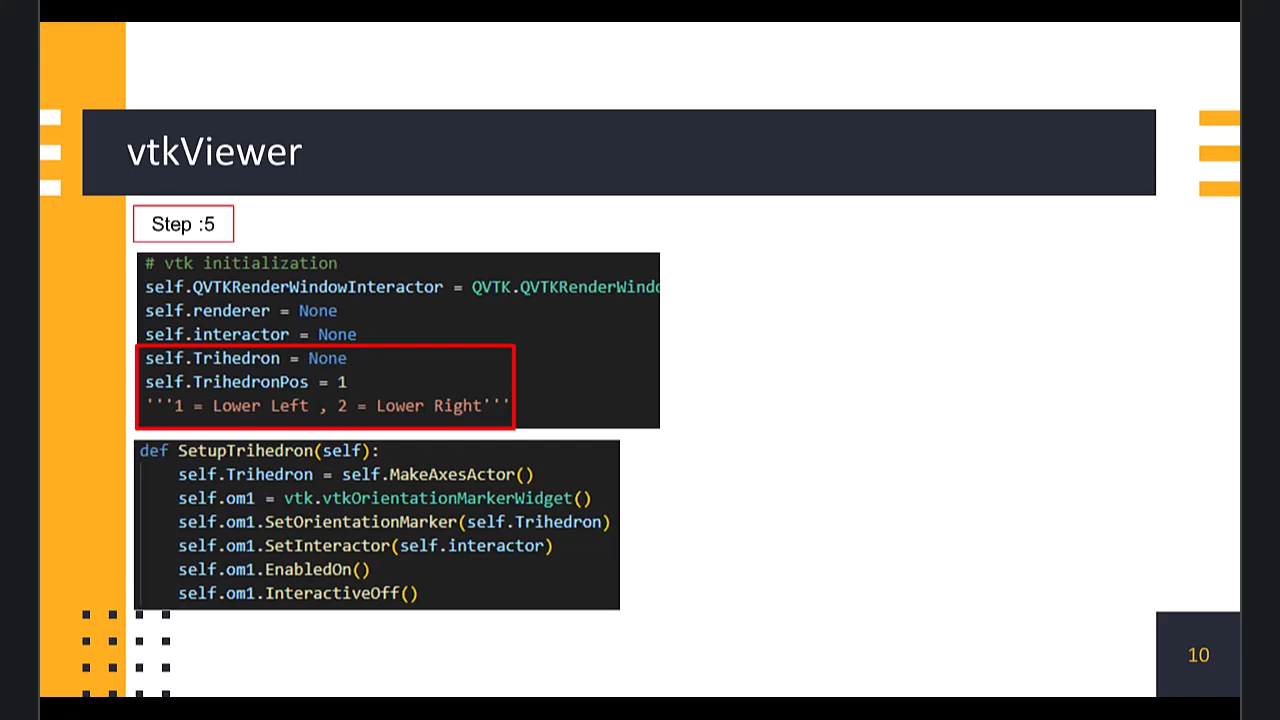 vtkViewer
Step :5
# vtk initialization
self.QVTKRenderWindowInteractor = QVTK.QVTKRenderWindo
self.renderer = None
self.interactor = None
self.Trihedron = None
self.TrihedronPos = 1
'''1 = Lower Left , 2 = Lower Right'''
def SetupTrihedron(self):
self.Trihedron = self.MakeAxesActor()
self.om1 = vtk.vtkOrientationMarkerWidget()
self.om1.SetOrientationMarker(self.Trihedron)
self.om1.SetInteractor(self.interactor)
self.om1.EnabledOn()
self.om1.InteractiveOff()
10